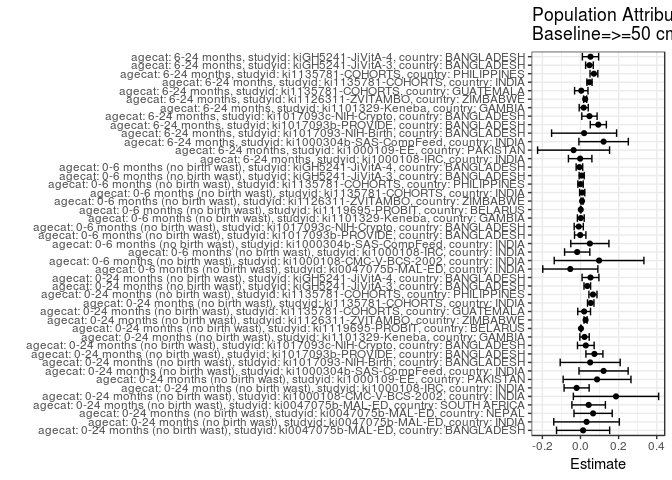 Population Attribu
Baseline=>=50 cm
agecat: 6-24 months, studyid: kiGH5241-JiVitA-4, country: BANGLADESH
agecat: 6-24 months, studyid: kiGH5241-JiVitA-3, country: BANGLADESH
agecat: 6-24 months, studyid: ki1135781-COHORTS, country: PHILIPPINES
agecat: 6-24 months, studyid: ki1135781-COHORTS, country: INDIA
agecat: 6-24 months, studyid: ki1135781-COHORTS, country: GUATEMALA
agecat: 6-24 months, studyid: ki1126311-ZVITAMBO, country: ZIMBABWE
agecat: 6-24 months, studyid: ki1101329-Keneba, country: GAMBIA
agecat: 6-24 months, studyid: ki1017093c-NIH-Crypto, country: BANGLADESH
agecat: 6-24 months, studyid: ki1017093b-PROVIDE, country: BANGLADESH
agecat: 6-24 months, studyid: ki1017093-NIH-Birth, country: BANGLADESH
agecat: 6-24 months, studyid: ki1000304b-SAS-CompFeed, country: INDIA
agecat: 6-24 months, studyid: ki1000109-EE, country: PAKISTAN
agecat: 6-24 months, studyid: ki1000108-IRC, country: INDIA
agecat: 0-6 months (no birth wast), studyid: kiGH5241-JiVitA-4, country: BANGLADESH
agecat: 0-6 months (no birth wast), studyid: kiGH5241-JiVitA-3, country: BANGLADESH
agecat: 0-6 months (no birth wast), studyid: ki1135781-COHORTS, country: PHILIPPINES
agecat: 0-6 months (no birth wast), studyid: ki1135781-COHORTS, country: INDIA
agecat: 0-6 months (no birth wast), studyid: ki1126311-ZVITAMBO, country: ZIMBABWE
agecat: 0-6 months (no birth wast), studyid: ki1119695-PROBIT, country: BELARUS
agecat: 0-6 months (no birth wast), studyid: ki1101329-Keneba, country: GAMBIA
agecat: 0-6 months (no birth wast), studyid: ki1017093c-NIH-Crypto, country: BANGLADESH
agecat: 0-6 months (no birth wast), studyid: ki1017093b-PROVIDE, country: BANGLADESH
agecat: 0-6 months (no birth wast), studyid: ki1000304b-SAS-CompFeed, country: INDIA
agecat: 0-6 months (no birth wast), studyid: ki1000108-IRC, country: INDIA
agecat: 0-6 months (no birth wast), studyid: ki1000108-CMC-V-BCS-2002, country: INDIA
agecat: 0-6 months (no birth wast), studyid: ki0047075b-MAL-ED, country: INDIA
agecat: 0-24 months (no birth wast), studyid: kiGH5241-JiVitA-4, country: BANGLADESH
agecat: 0-24 months (no birth wast), studyid: kiGH5241-JiVitA-3, country: BANGLADESH
agecat: 0-24 months (no birth wast), studyid: ki1135781-COHORTS, country: PHILIPPINES
agecat: 0-24 months (no birth wast), studyid: ki1135781-COHORTS, country: INDIA
agecat: 0-24 months (no birth wast), studyid: ki1135781-COHORTS, country: GUATEMALA
agecat: 0-24 months (no birth wast), studyid: ki1126311-ZVITAMBO, country: ZIMBABWE
agecat: 0-24 months (no birth wast), studyid: ki1119695-PROBIT, country: BELARUS
agecat: 0-24 months (no birth wast), studyid: ki1101329-Keneba, country: GAMBIA
agecat: 0-24 months (no birth wast), studyid: ki1017093c-NIH-Crypto, country: BANGLADESH
agecat: 0-24 months (no birth wast), studyid: ki1017093b-PROVIDE, country: BANGLADESH
agecat: 0-24 months (no birth wast), studyid: ki1017093-NIH-Birth, country: BANGLADESH
agecat: 0-24 months (no birth wast), studyid: ki1000304b-SAS-CompFeed, country: INDIA
agecat: 0-24 months (no birth wast), studyid: ki1000109-EE, country: PAKISTAN
agecat: 0-24 months (no birth wast), studyid: ki1000108-IRC, country: INDIA
agecat: 0-24 months (no birth wast), studyid: ki1000108-CMC-V-BCS-2002, country: INDIA
agecat: 0-24 months (no birth wast), studyid: ki0047075b-MAL-ED, country: SOUTH AFRICA
agecat: 0-24 months (no birth wast), studyid: ki0047075b-MAL-ED, country: NEPAL
agecat: 0-24 months (no birth wast), studyid: ki0047075b-MAL-ED, country: INDIA
agecat: 0-24 months (no birth wast), studyid: ki0047075b-MAL-ED, country: BANGLADESH
-0.2 0.0 0.2 0.4
Estimate